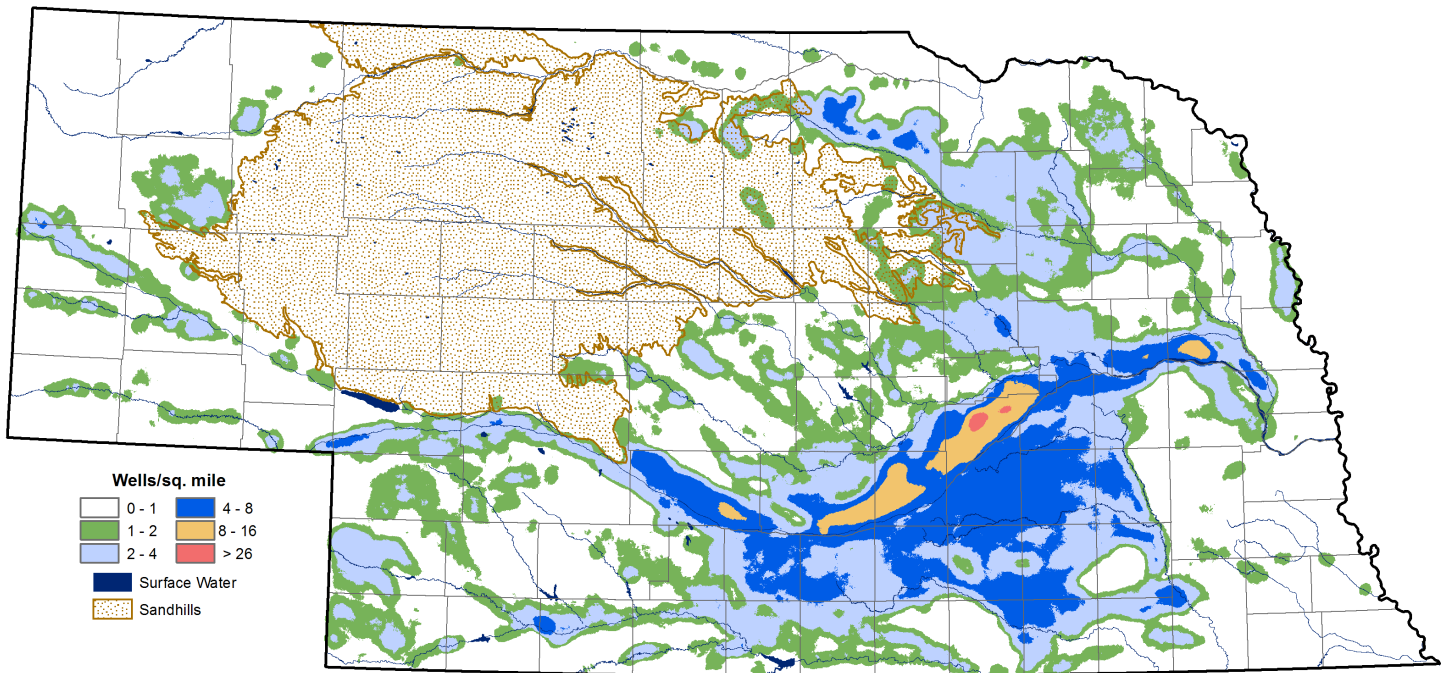 Wells/sq. mile
0 - 1
4 - 8
1 - 2
8 - 16
2 - 4
> 26
Surface Water
Sandhills